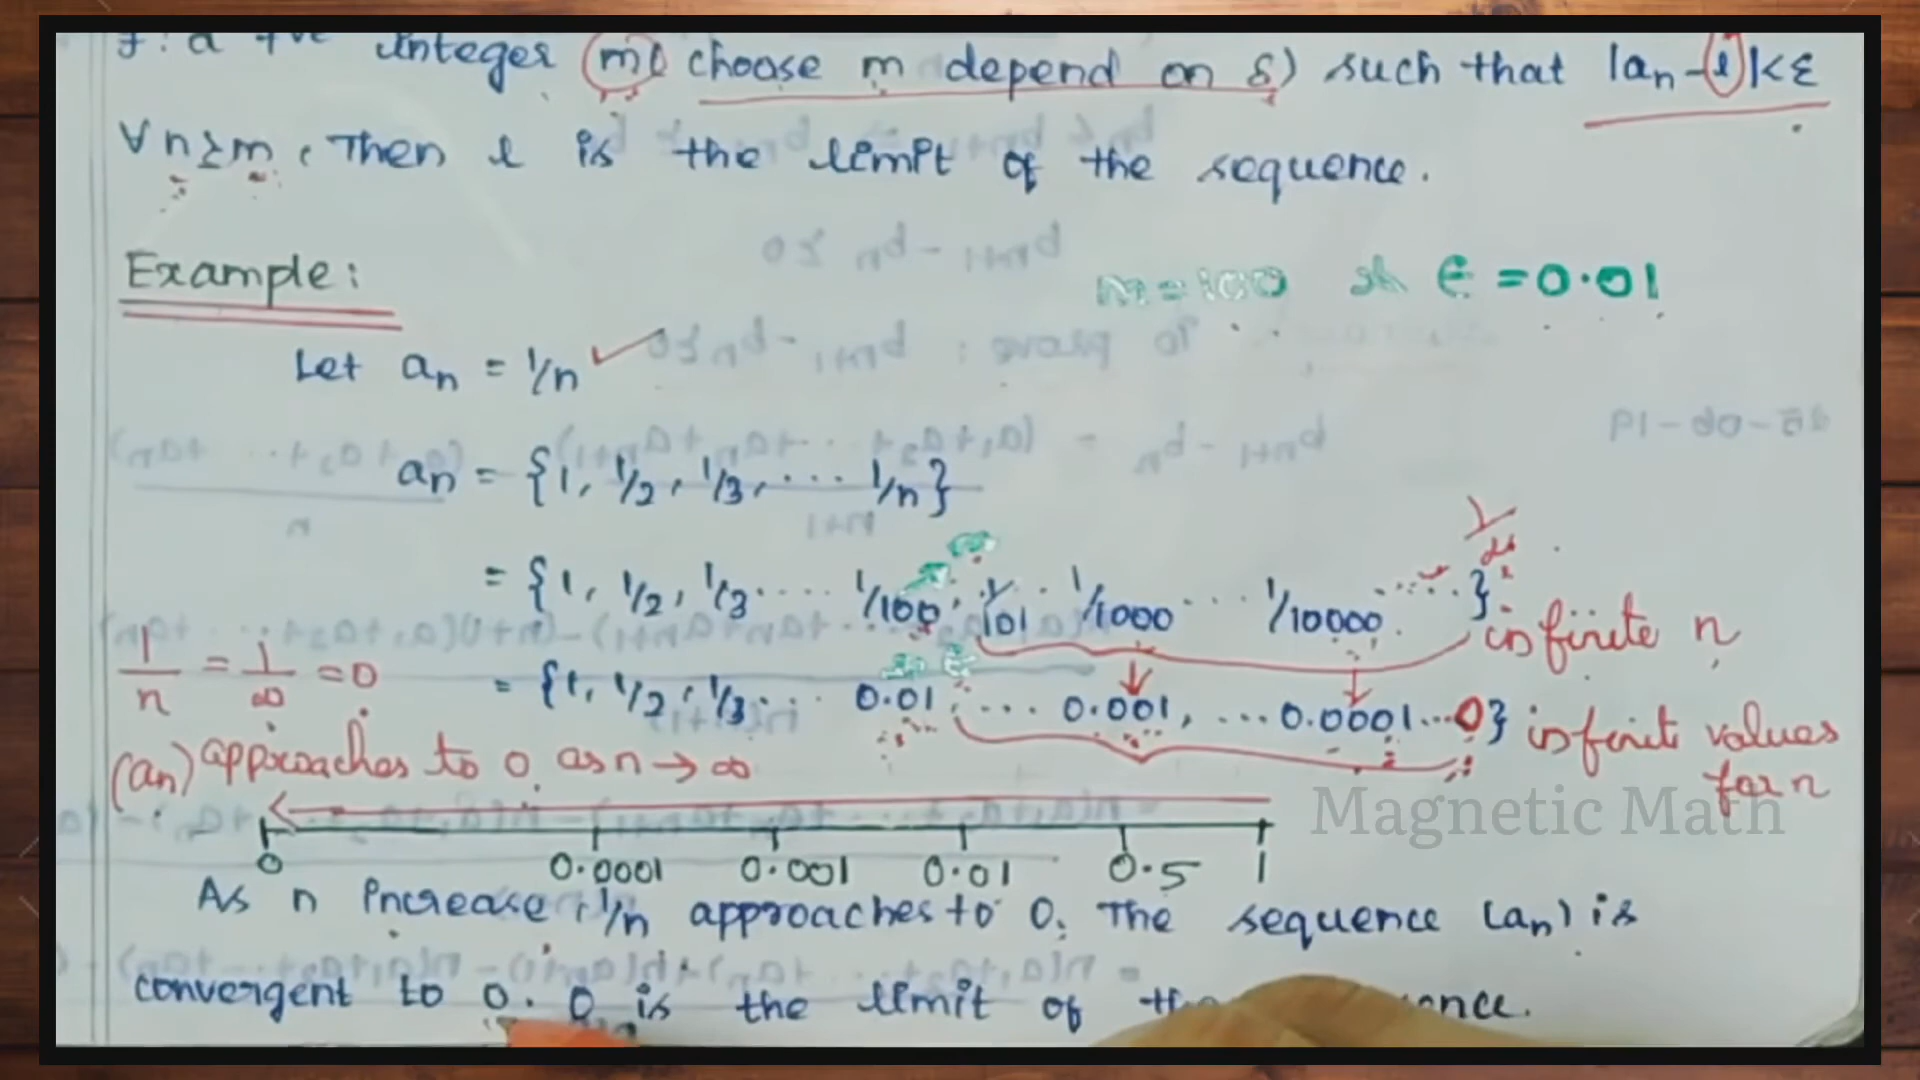 integer (m( choose m depend on ε) such that |an - l| < ε
∀ n ≥ m. Then l is the limit of the sequence.
Example:
m = 100 ε = 0.01
Let an = 1/n
an = {1, 1/2, 1/3, ... 1/n}
= {1, 1/2, 1/3 .... 1/100, 1/101 .. 1/1000 ... 1/10000 ...... }
infinite n
1/n = 1/∞ = 0
= {1, 1/2, 1/3 ... 0.01, ... 0.001, ... 0.0001 ... 0} infinite values for n
(an) approaches to 0 as n → ∞
Magnetic Math
0 0.0001 0.001 0.01 0.5 1
As n increase, 1/n approaches to 0. The sequence (an) is
convergent to 0. 0 is the limit of